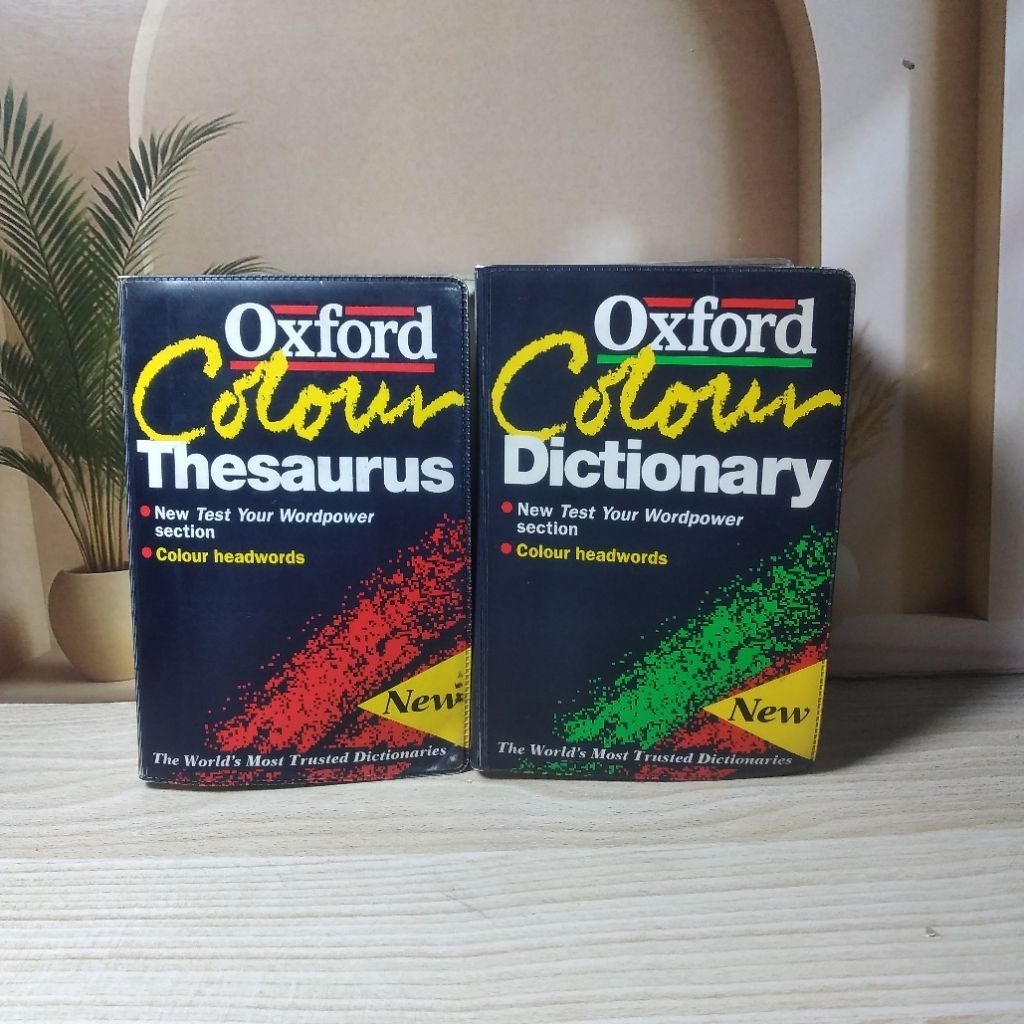 Oxford
Colour
Thesaurus
New Test Your Wordpower
section
Colour headwords
New
The World's Most Trusted Dictionaries
Oxford
Colour
Dictionary
New Test Your Wordpower
section
Colour headwords
New
The World's Most Trusted Dictionaries